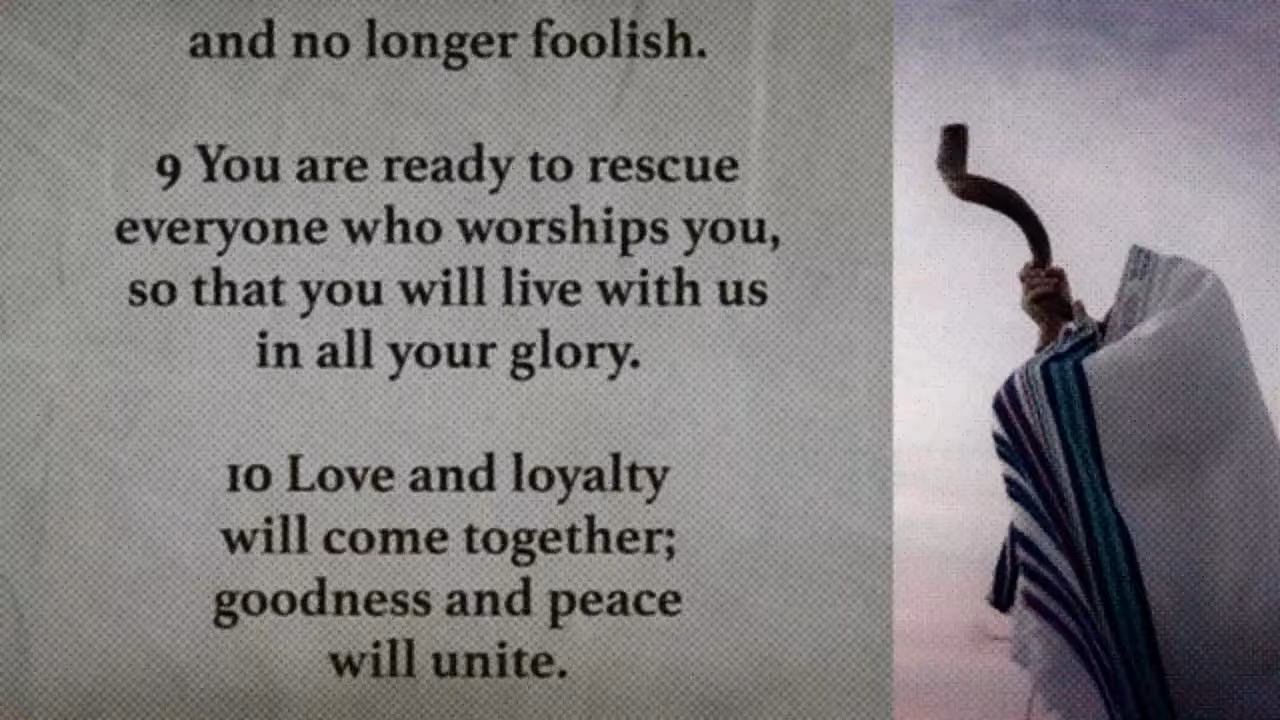 and no longer foolish.
9 You are ready to rescue
everyone who worships you,
so that you will live with us
in all your glory.
10 Love and loyalty
will come together;
goodness and peace
will unite.